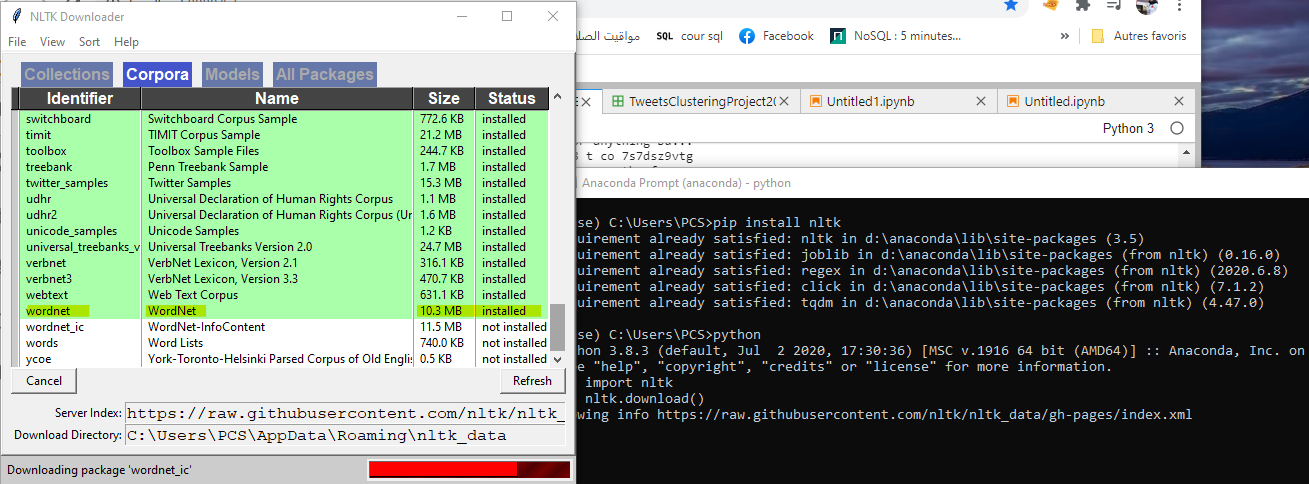 NLTK Downloader
File View Sort Help
Collections Corpora Models All Packages
Identifier Name Size Status
switchboard Switchboard Corpus Sample 772.6 KB installed
timit TIMIT Corpus Sample 21.2 MB installed
toolbox Toolbox Sample Files 244.7 KB installed
treebank Penn Treebank Sample 1.7 MB installed
twitter_samples Twitter Samples 15.3 MB installed
udhr Universal Declaration of Human Rights Corpus 1.1 MB installed
udhr2 Universal Declaration of Human Rights Corpus (Ur 1.6 MB installed
unicode_samples Unicode Samples 1.2 KB installed
universal_treebanks_v Universal Treebanks Version 2.0 24.7 MB installed
verbnet VerbNet Lexicon, Version 2.1 316.1 KB installed
verbnet3 VerbNet Lexicon, Version 3.3 470.7 KB installed
webtext Web Text Corpus 631.1 KB installed
wordnet WordNet 10.3 MB installed
wordnet_ic WordNet-InfoContent 11.5 MB not installed
words Word Lists 740.0 KB not installed
ycoe York-Toronto-Helsinki Parsed Corpus of Old Englis 0.5 KB not installed
Cancel Refresh
Server Index: https://raw.githubusercontent.com/nltk/nltk_
Download Directory: C:\Users\PCS\AppData\Roaming\nltk_data
Downloading package 'wordnet_ic'
مواقيت الصلا SQL cour sql Facebook NoSQL : 5 minutes... » Autres favoris
TweetsClusteringProject20 Untitled1.ipynb Untitled.ipynb
Python 3
t co 7s7dsz9vtg
Anaconda Prompt (anaconda) - python
se) C:\Users\PCS>pip install nltk
uirement already satisfied: nltk in d:\anaconda\lib\site-packages (3.5)
uirement already satisfied: joblib in d:\anaconda\lib\site-packages (from nltk) (0.16.0)
uirement already satisfied: regex in d:\anaconda\lib\site-packages (from nltk) (2020.6.8)
uirement already satisfied: click in d:\anaconda\lib\site-packages (from nltk) (7.1.2)
uirement already satisfied: tqdm in d:\anaconda\lib\site-packages (from nltk) (4.47.0)
se) C:\Users\PCS>python
hon 3.8.3 (default, Jul 2 2020, 17:30:36) [MSC v.1916 64 bit (AMD64)] :: Anaconda, Inc. on
e "help", "copyright", "credits" or "license" for more information.
import nltk
nltk.download()
wing info https://raw.githubusercontent.com/nltk/nltk_data/gh-pages/index.xml